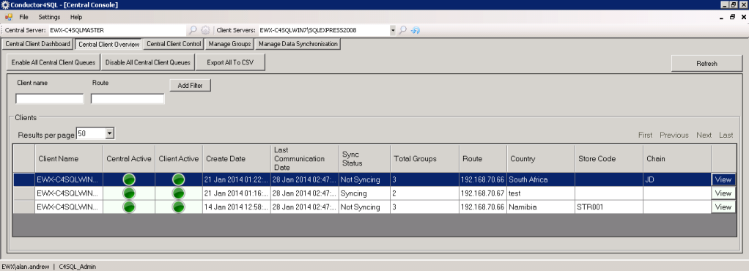 Conductor4SQL - [Central Console]
File Settings Help
Central Server: EWX-C4SQLMASTER Client Servers: EWX-C4SQLWIN7\SQLEXPRESS2008
Central Client Dashboard Central Client Overview Central Client Control Manage Groups Manage Data Synchronisation
Enable All Central Client Queues Disable All Central Client Queues Export All To CSV Refresh
Client name Route Add Filter
Clients
Results per page 50 First Previous Next Last
Client Name Central Active Client Active Create Date Last Communication Date Sync Status Total Groups Route Country Store Code Chain
EWX-C4SQLWIN... 21 Jan 2014 01:22:... 28 Jan 2014 02:47:... Not Syncing 3 192.168.70.66 South Africa JD View
EWX-C4SQLWIN... 21 Jan 2014 01:16:... 28 Jan 2014 02:47:... Syncing 2 192.168.70.67 test View
EWX-C4SQLWIN... 14 Jan 2014 12:58:... 28 Jan 2014 02:47:... Not Syncing 3 192.168.70.66 Namibia STR001 View
EWX\alan.andrew | C4SQL_Admin